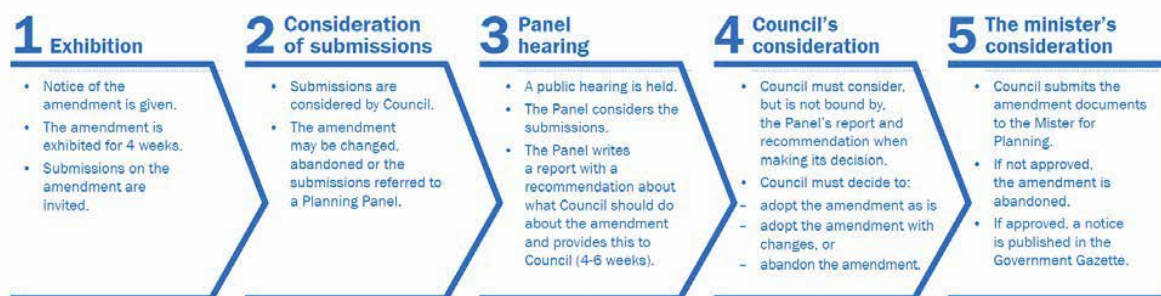 1 Exhibition
• Notice of the
amendment is given.
• The amendment is
exhibited for 4 weeks.
• Submissions on the
amendment are
invited.
2 Consideration
of submissions
• Submissions are
considered by Council.
• The amendment
may be changed,
abandoned or the
submissions referred to
a Planning Panel.
3 Panel
hearing
• A public hearing is held.
• The Panel considers the
submissions.
• The Panel writes
a report with a
recommendation about
what Council should do
about the amendment
and provides this to
Council (4-6 weeks).
4 Council's
consideration
• Council must consider,
but is not bound by,
the Panel's report and
recommendation when
making its decision.
• Council must decide to:
– adopt the amendment as is
– adopt the amendment with
changes, or
– abandon the amendment.
5 The minister's
consideration
• Council submits the
amendment documents
to the Mister for
Planning.
• If not approved,
the amendment is
abandoned.
• If approved, a notice
is published in the
Government Gazette.